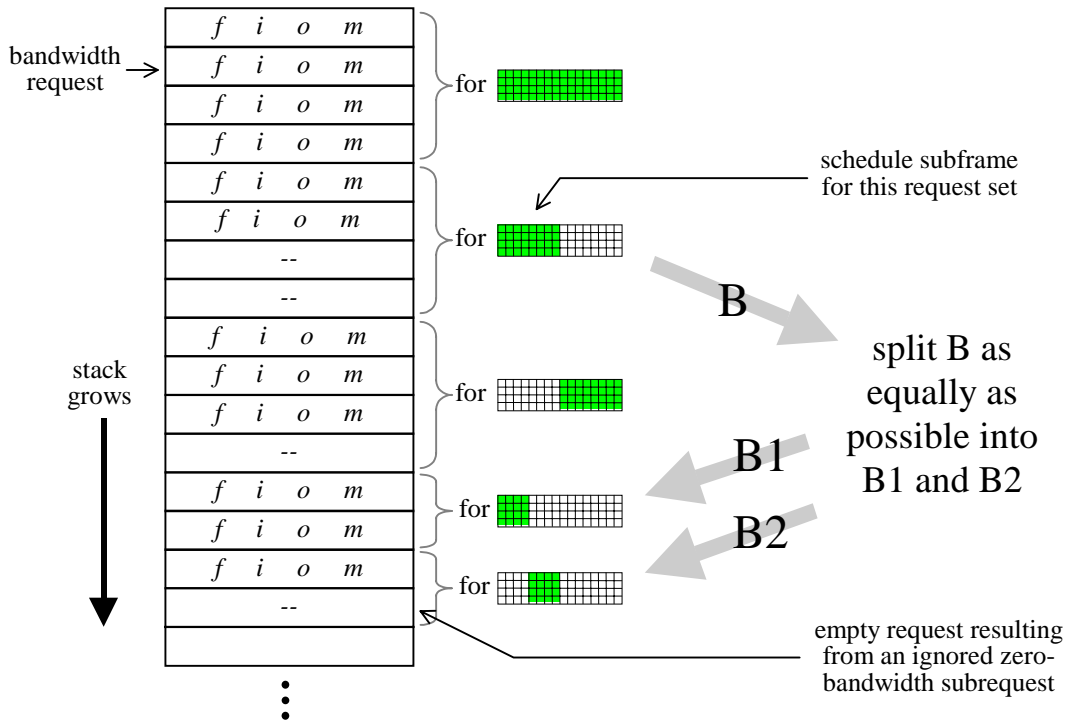 f i o m
bandwidth
request
f i o m
for
f i o m
f i o m
f i o m
schedule subframe
for this request set
f i o m
for
--
--
B
f i o m
split B as
equally as
possible into
B1 and B2
stack
grows
f i o m
for
f i o m
--
B1
f i o m
for
f i o m
B2
f i o m
for
--
empty request resulting
from an ignored zero-
bandwidth subrequest